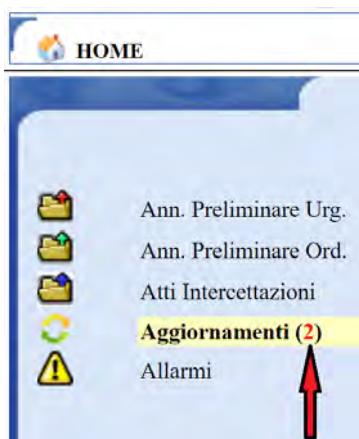 HOME
Ann. Preliminare Urg.
Ann. Preliminare Ord.
Atti Intercettazioni
Aggiornamenti (2)
Allarmi